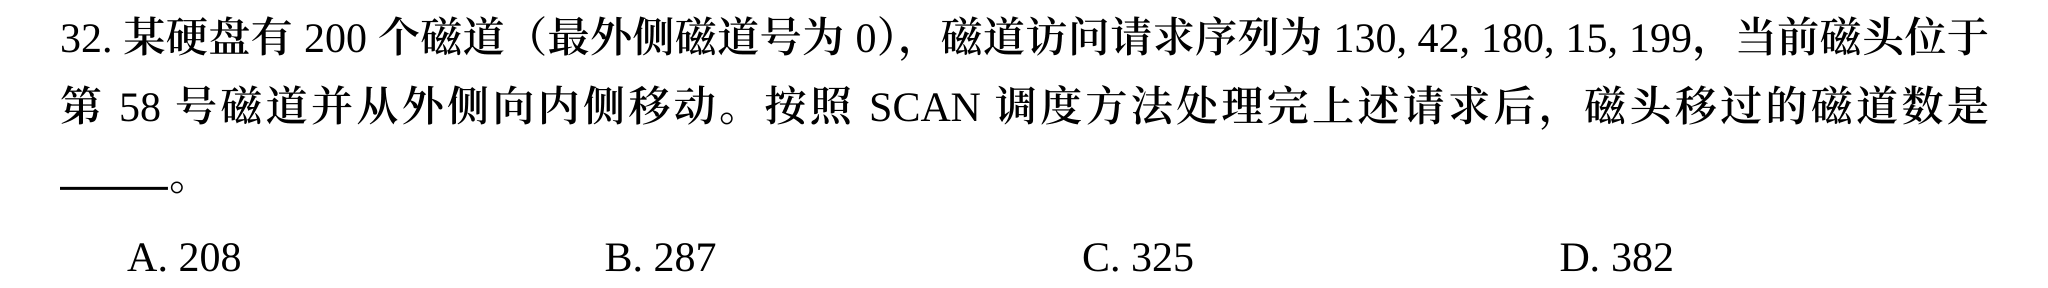 32. 某硬盘有 200 个磁道（最外侧磁道号为 0），磁道访问请求序列为 130, 42, 180, 15, 199，当前磁头位于
第 58 号磁道并从外侧向内侧移动。按照 SCAN 调度方法处理完上述请求后，磁头移过的磁道数是
_____。
A. 208 B. 287 C. 325 D. 382